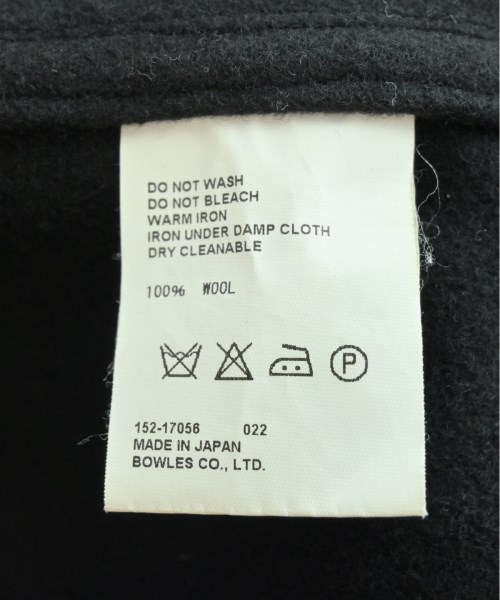 DO NOT WASH
DO NOT BLEACH
WARM IRON
IRON UNDER DAMP CLOTH
DRY CLEANABLE
100% WOOL
P
152-17056 022
MADE IN JAPAN
BOWLES CO., LTD.